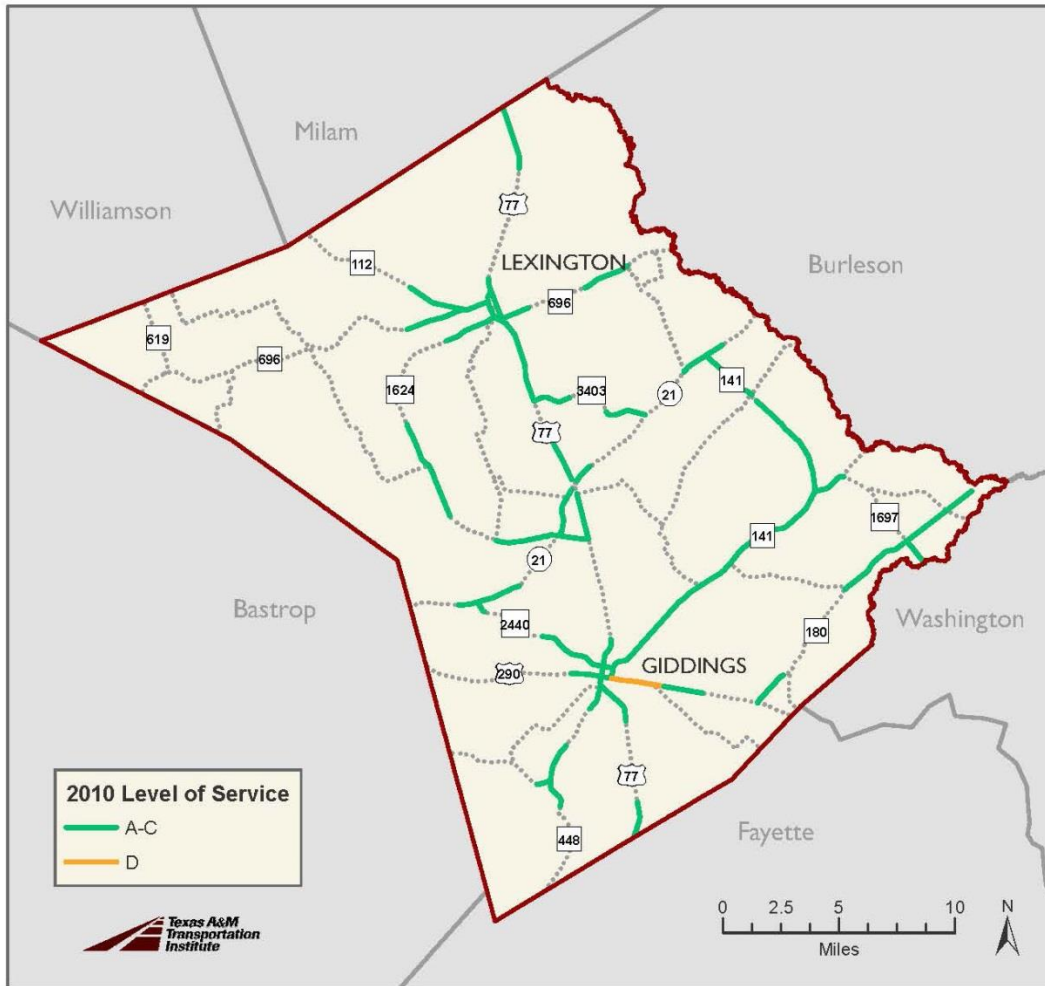 Milam
Williamson
77
LEXINGTON
112
Burleson
696
619
696
141
1624
3403
21
77
1697
141
21
Bastrop
Washington
2440
180
GIDDINGS
290
77
2010 Level of Service
A-C
D
448
Fayette
Texas A&M
Transportation
Institute
0 2.5 5 10
Miles
N